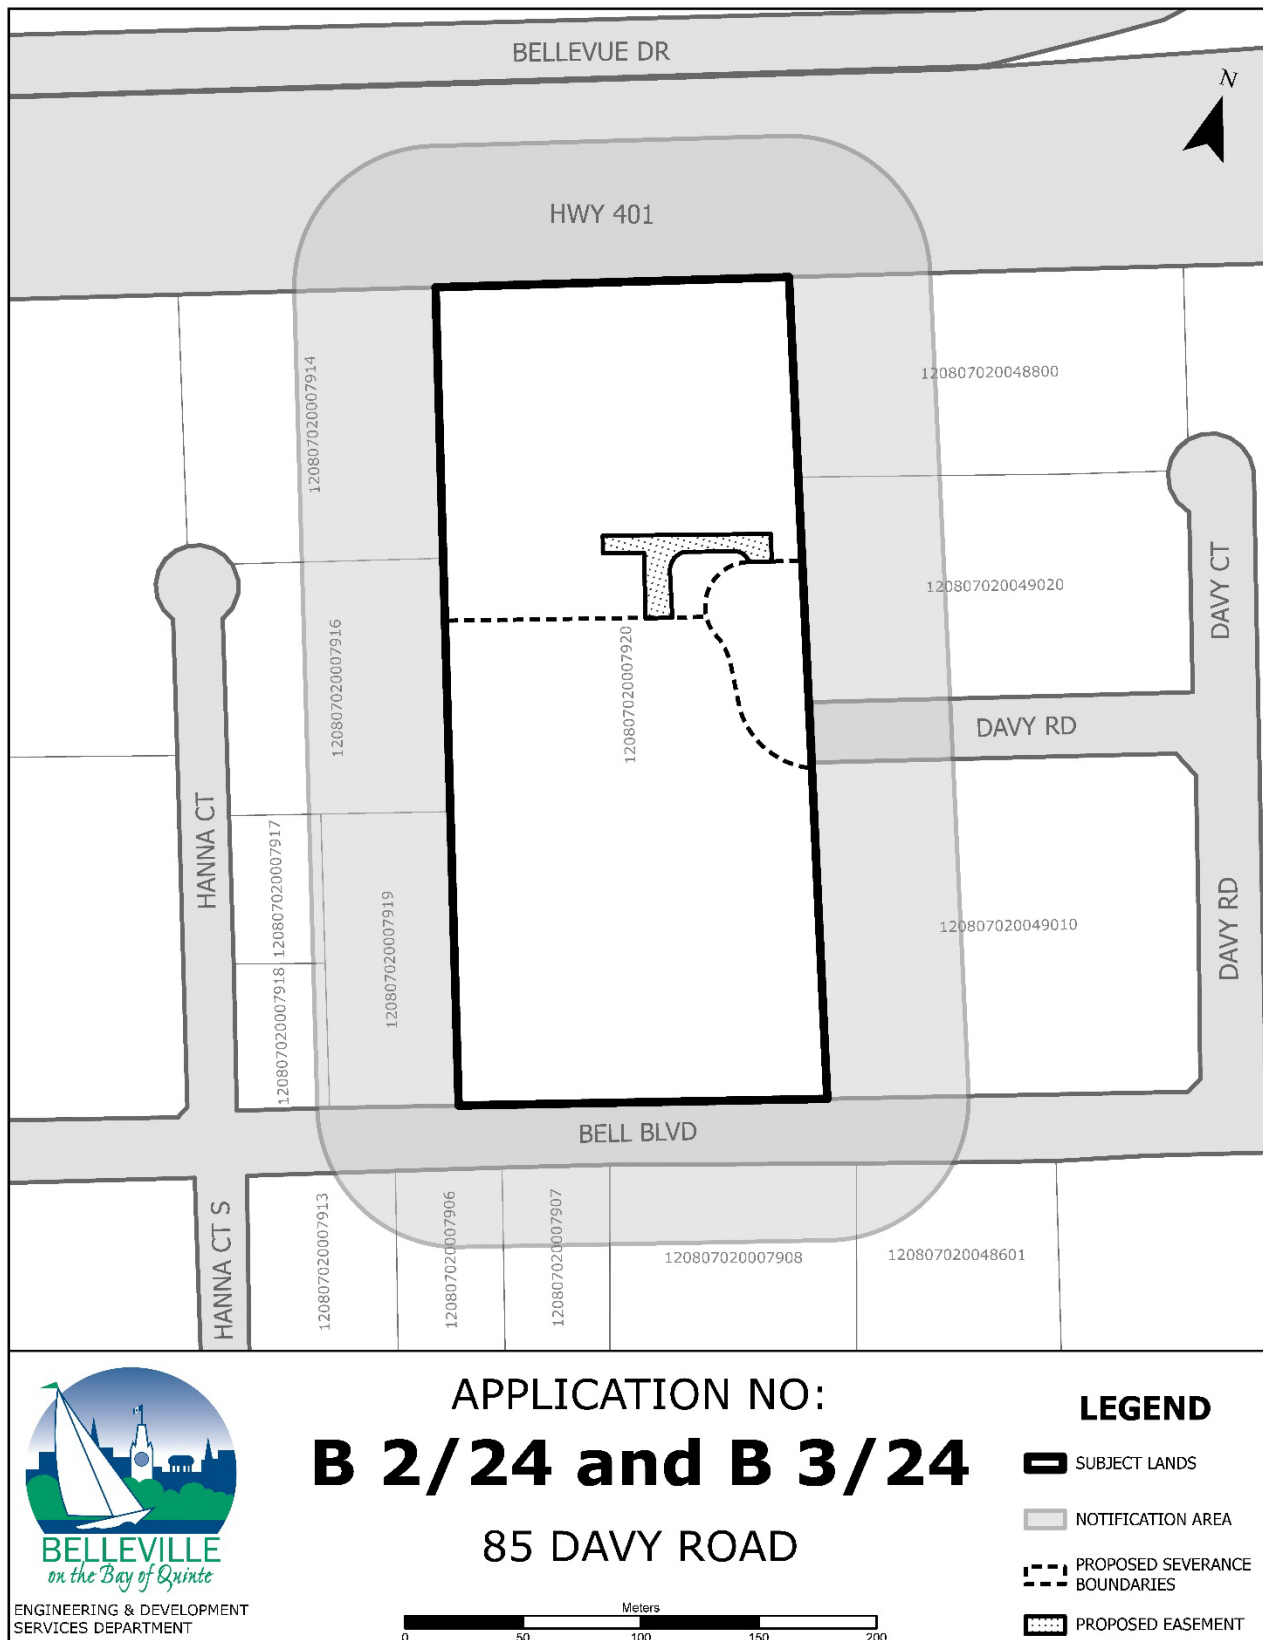 BELLEVUE DR
N
HWY 401
120807020007914
120807020048800
120807020007916
120807020007920
120807020049020
DAVY CT
DAVY RD
HANNA CT
120807020007917
120807020007918
120807020007919
120807020049010
DAVY RD
BELL BLVD
HANNA CT S
120807020007913
120807020007906
120807020007907
120807020007908
120807020048601
BELLEVILLE
on the Bay of Quinte
ENGINEERING & DEVELOPMENT
SERVICES DEPARTMENT
APPLICATION NO:
B 2/24 and B 3/24
85 DAVY ROAD
Meters
0 50 100 150 200
LEGEND
SUBJECT LANDS
NOTIFICATION AREA
PROPOSED SEVERANCE
BOUNDARIES
PROPOSED EASEMENT